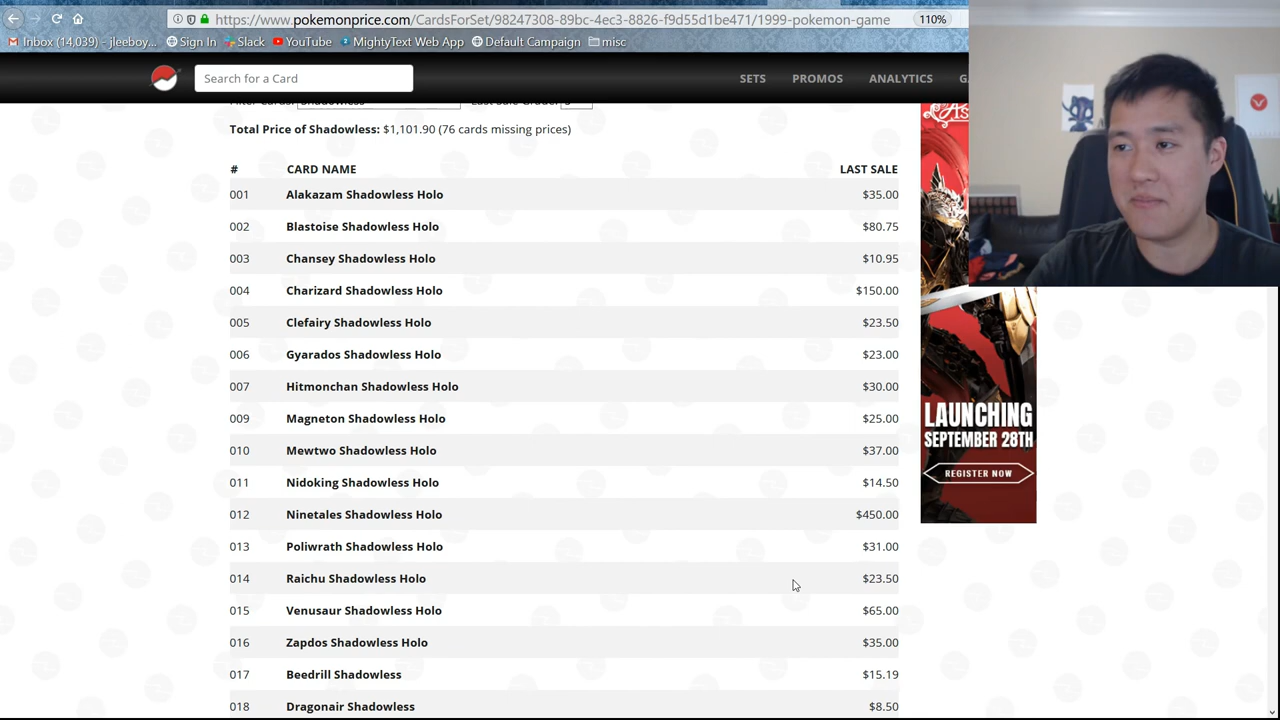 https://www.pokemonprice.com/CardsForSet/98247308-89bc-4ec3-8826-f9d55d1be471/1999-pokemon-game
110%
Inbox (14,039) - jleeboy...
Sign In
Slack
YouTube
MightyText Web App
Default Campaign
misc
Search for a Card
SETS
PROMOS
ANALYTICS
Total Price of Shadowless: $1,101.90 (76 cards missing prices)
# CARD NAME LAST SALE
001 Alakazam Shadowless Holo $35.00
002 Blastoise Shadowless Holo $80.75
003 Chansey Shadowless Holo $10.95
004 Charizard Shadowless Holo $150.00
005 Clefairy Shadowless Holo $23.50
006 Gyarados Shadowless Holo $23.00
007 Hitmonchan Shadowless Holo $30.00
009 Magneton Shadowless Holo $25.00
010 Mewtwo Shadowless Holo $37.00
011 Nidoking Shadowless Holo $14.50
012 Ninetales Shadowless Holo $450.00
013 Poliwrath Shadowless Holo $31.00
014 Raichu Shadowless Holo $23.50
015 Venusaur Shadowless Holo $65.00
016 Zapdos Shadowless Holo $35.00
017 Beedrill Shadowless $15.19
018 Dragonair Shadowless $8.50
LAUNCHING
SEPTEMBER 28TH
REGISTER NOW